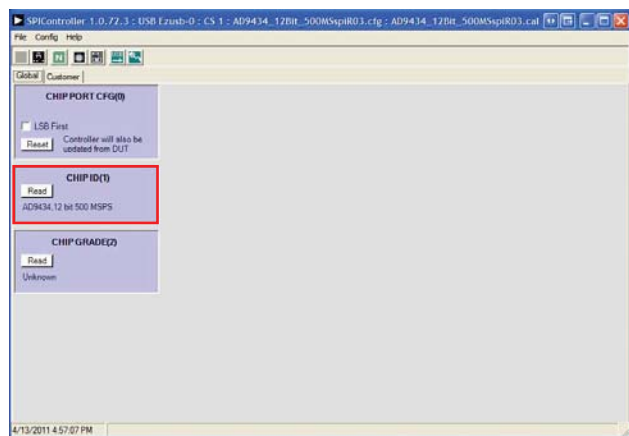 SPIController 1.0.72.3 : USB Ezusb-0 : CS 1 : AD9434_12Bit_500MSspiR03.cfg : AD9434_12Bit_500MSspiR03.cal
File Config Help
Global Customer
CHIP PORT CFG(0)
LSB First
Reset Controller will also be
updated from DUT
CHIP ID(1)
Read
AD9434, 12 bit 500 MSPS
CHIP GRADE(2)
Read
Unknown
4/13/2011 4:57:07 PM